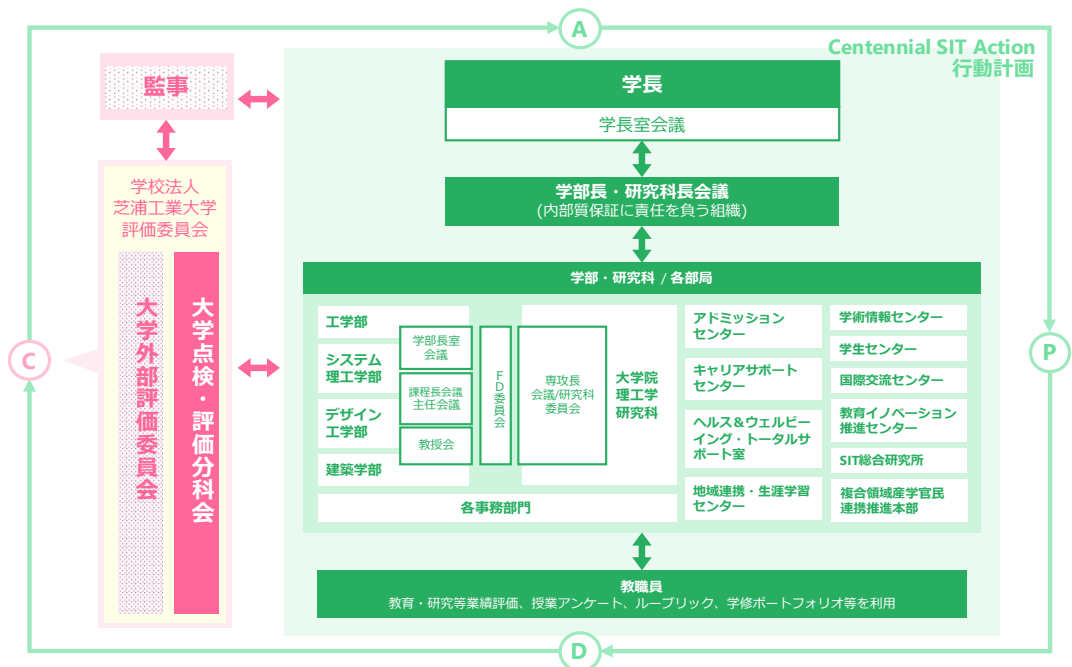 A
Centennial SIT Action
行動計画
監事
学長
学長室会議
学校法人
芝浦工業大学
評価委員会
大学外部評価委員会
大学点検・評価分科会
学部長・研究科長会議
(内部質保証に責任を負う組織)
学部・研究科 / 各部局
工学部
システム
理工学部
デザイン
工学部
建築学部
学部長室
会議
課程長会議
主任会議
教授会
FD委員会
専攻長
会議/研究科
委員会
大学院
理工学
研究科
各事務部門
アドミッション
センター
キャリアサポート
センター
ヘルス&ウェルビー
イング・トータルサ
ポート室
地域連携・生涯学習
センター
学術情報センター
学生センター
国際交流センター
教育イノベーション
推進センター
SIT総合研究所
複合領域産学官民
連携推進本部
教職員
教育・研究等業績評価、授業アンケート、ルーブリック、学修ポートフォリオ等を利用
C
P
D